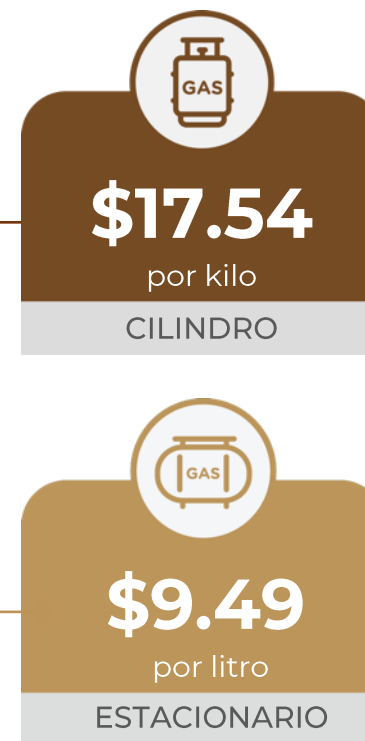 GAS
$17.54
por kilo
CILINDRO
GAS
$9.49
por litro
ESTACIONARIO